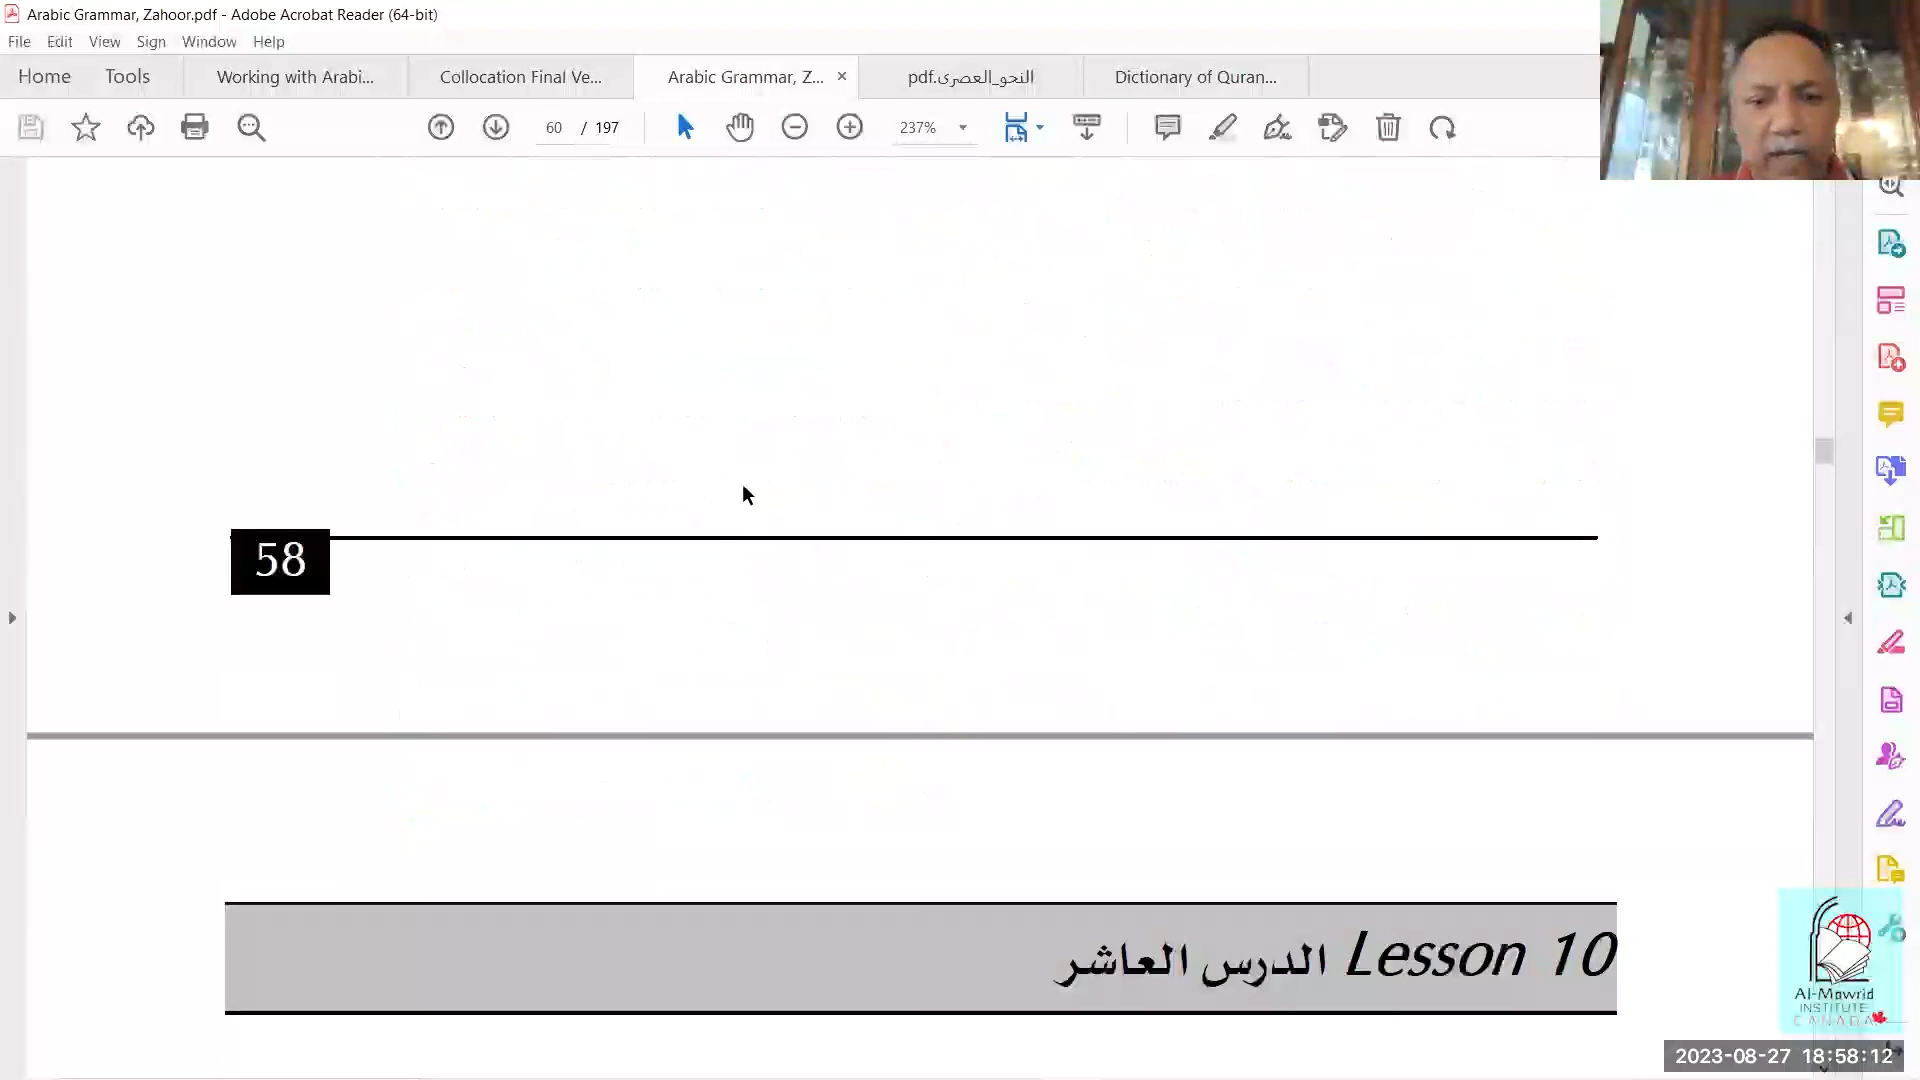 Arabic Grammar, Zahoor.pdf - Adobe Acrobat Reader (64-bit)
File Edit View Sign Window Help
Home Tools Working with Arabi... Collocation Final Ve... Arabic Grammar, Z... × النحو_العصرى.pdf Dictionary of Quran...
60 / 197 237%
58
Lesson 10 الدرس العاشر
Al-Mawrid
INSTITUTE
CANADA
2023-08-27 18:58:12